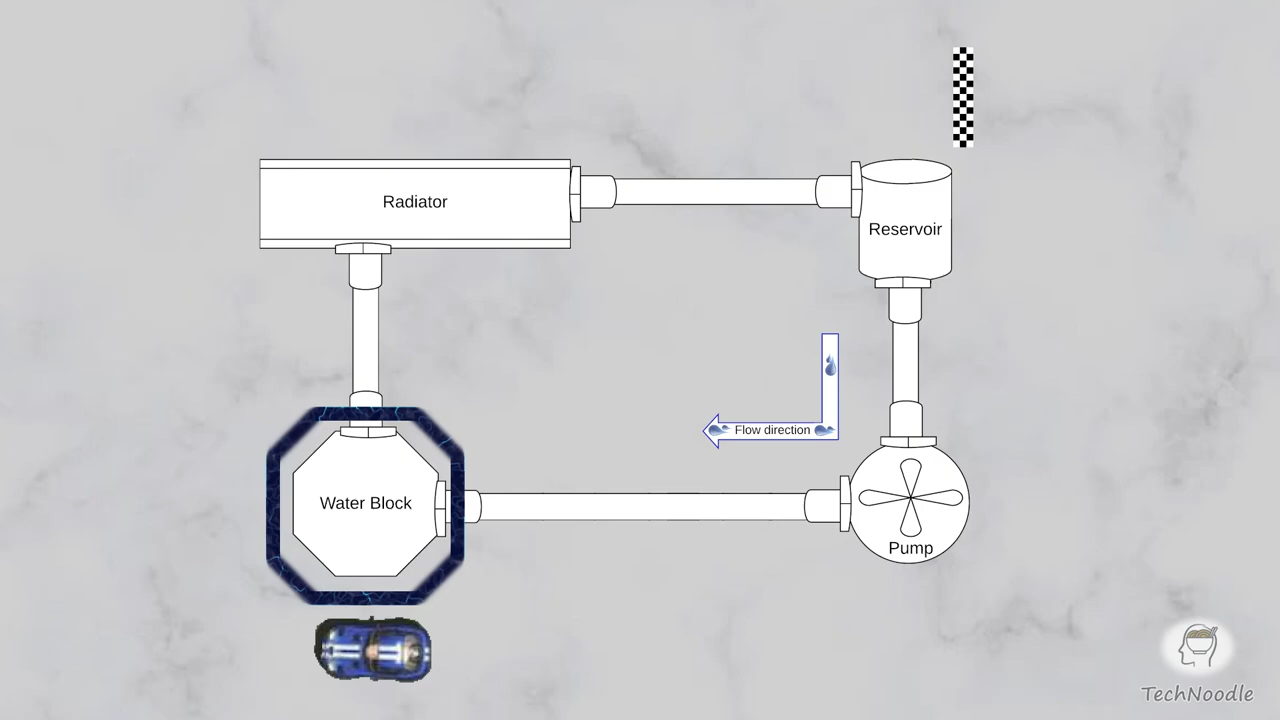 Radiator
Reservoir
Flow direction
Water Block
Pump
TechNoodle